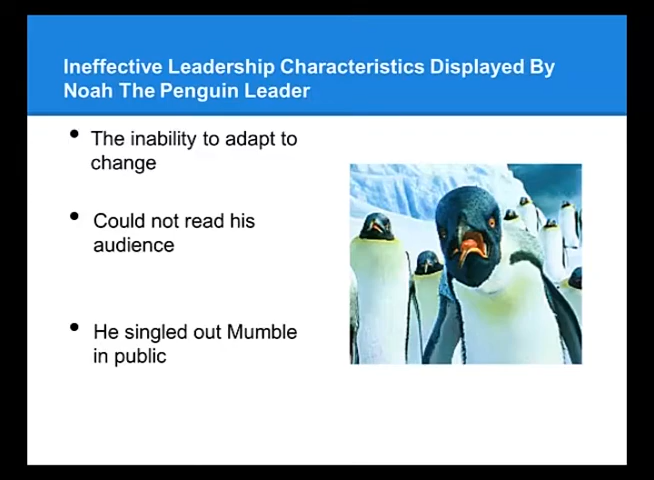 Ineffective Leadership Characteristics Displayed By
Noah The Penguin Leader
• The inability to adapt to
change
• Could not read his
audience
• He singled out Mumble
in public